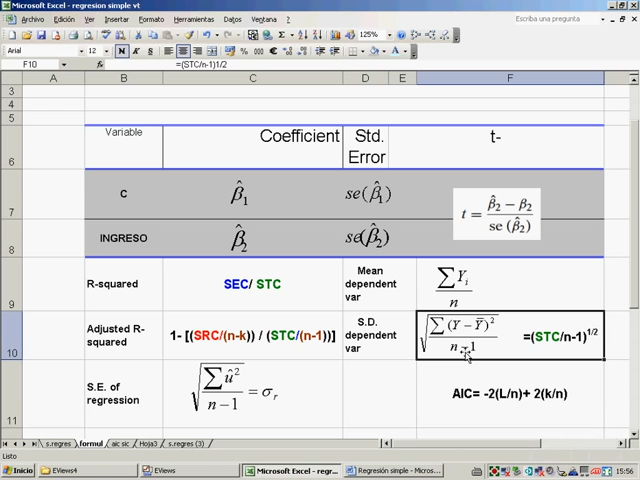 Microsoft Excel - regresion simple vt
Archivo Edición Ver Insertar Formato Herramientas Datos Ventana ? Escriba una pregunta
125%
Arial 12 N K S
F10 fx =(STC/n-1)1/2
A B C D E F
3
4
5
6 Variable Coefficient Std. Error t-
7 C β̂1 se(β̂1) t = (β̂2 − β2) / se (β̂2)
8 INGRESO β̂2 se(β̂2)
9 R-squared SEC/ STC Mean dependent var ∑Yi / n
10 Adjusted R-squared 1- [(SRC/(n-k)) / (STC/(n-1))] S.D. dependent var √(∑(Y − Y̅)² / n − 1) =(STC/n-1)1/2
11 S.E. of regression √(∑û² / n − 1) = σr AIC= -2(L/n)+ 2(k/n)
s.regres formul aic sic Hoja3 s.regres (3)
Listo
Inicio EViews4 EViews Microsoft Excel - regr... Regresión simple - Micros... 15:56